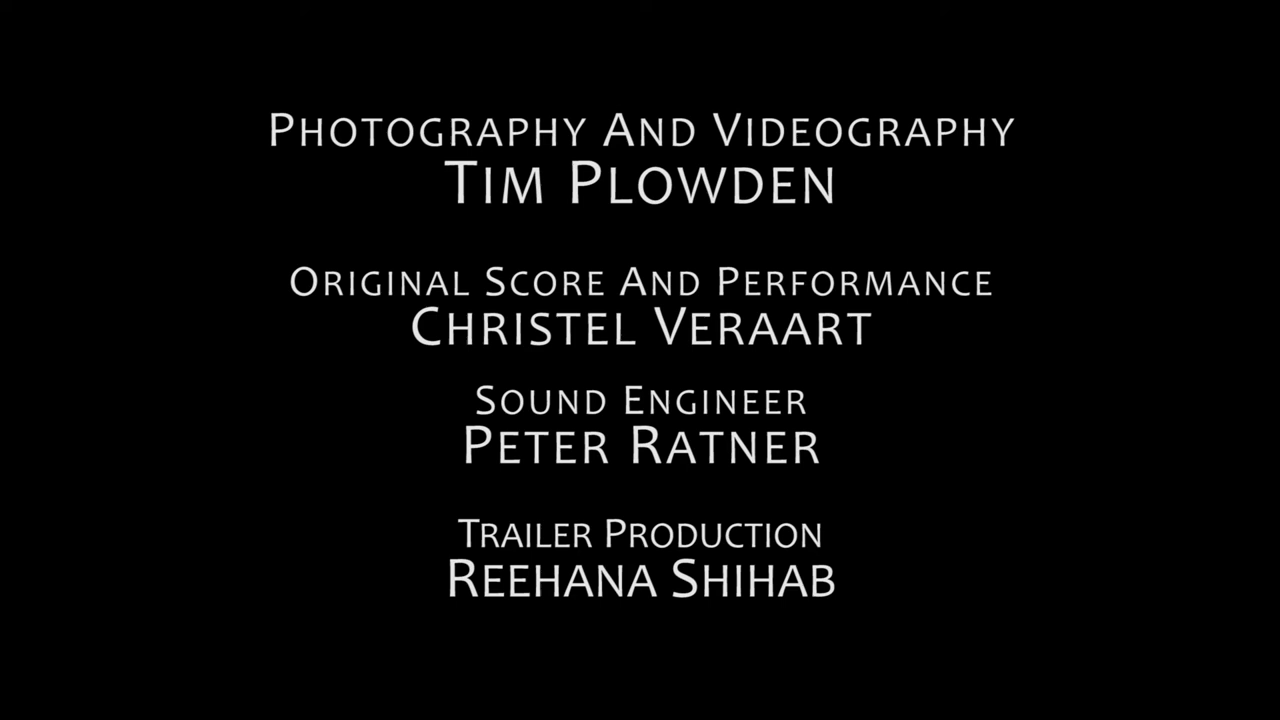 PHOTOGRAPHY AND VIDEOGRAPHY
TIM PLOWDEN
ORIGINAL SCORE AND PERFORMANCE
CHRISTEL VERAART
SOUND ENGINEER
PETER RATNER
TRAILER PRODUCTION
REEHANA SHIHAB